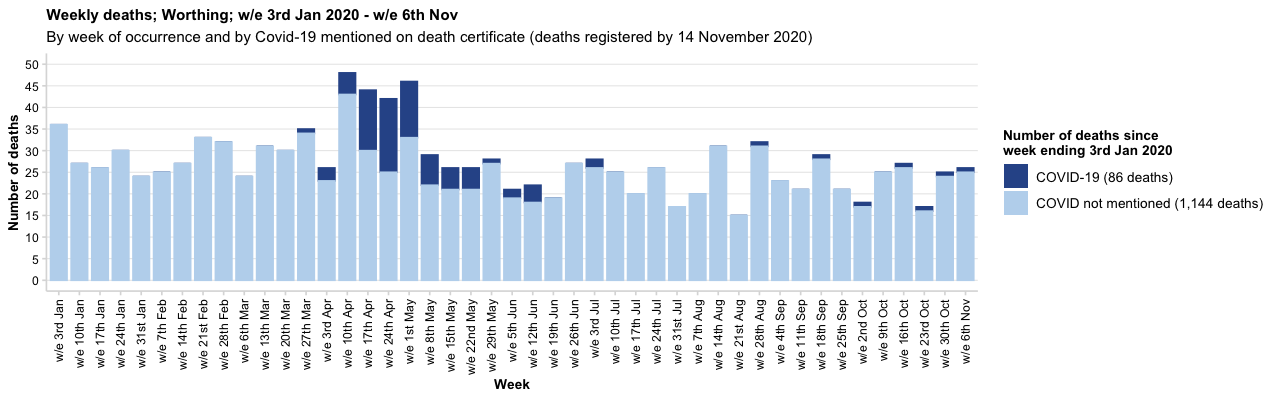 Weekly deaths; Worthing; w/e 3rd Jan 2020 - w/e 6th Nov
By week of occurrence and by Covid-19 mentioned on death certificate (deaths registered by 14 November 2020)
Number of deaths
50
45
40
35
30
25
20
15
10
5
0
w/e 3rd Jan
w/e 10th Jan
w/e 17th Jan
w/e 24th Jan
w/e 31st Jan
w/e 7th Feb
w/e 14th Feb
w/e 21st Feb
w/e 28th Feb
w/e 6th Mar
w/e 13th Mar
w/e 20th Mar
w/e 27th Mar
w/e 3rd Apr
w/e 10th Apr
w/e 17th Apr
w/e 24th Apr
w/e 1st May
w/e 8th May
w/e 15th May
w/e 22nd May
w/e 29th May
w/e 5th Jun
w/e 12th Jun
w/e 19th Jun
w/e 26th Jun
w/e 3rd Jul
w/e 10th Jul
w/e 17th Jul
w/e 24th Jul
w/e 31st Jul
w/e 7th Aug
w/e 14th Aug
w/e 21st Aug
w/e 28th Aug
w/e 4th Sep
w/e 11th Sep
w/e 18th Sep
w/e 25th Sep
w/e 2nd Oct
w/e 9th Oct
w/e 16th Oct
w/e 23rd Oct
w/e 30th Oct
w/e 6th Nov
Week
Number of deaths since
week ending 3rd Jan 2020
COVID-19 (86 deaths)
COVID not mentioned (1,144 deaths)